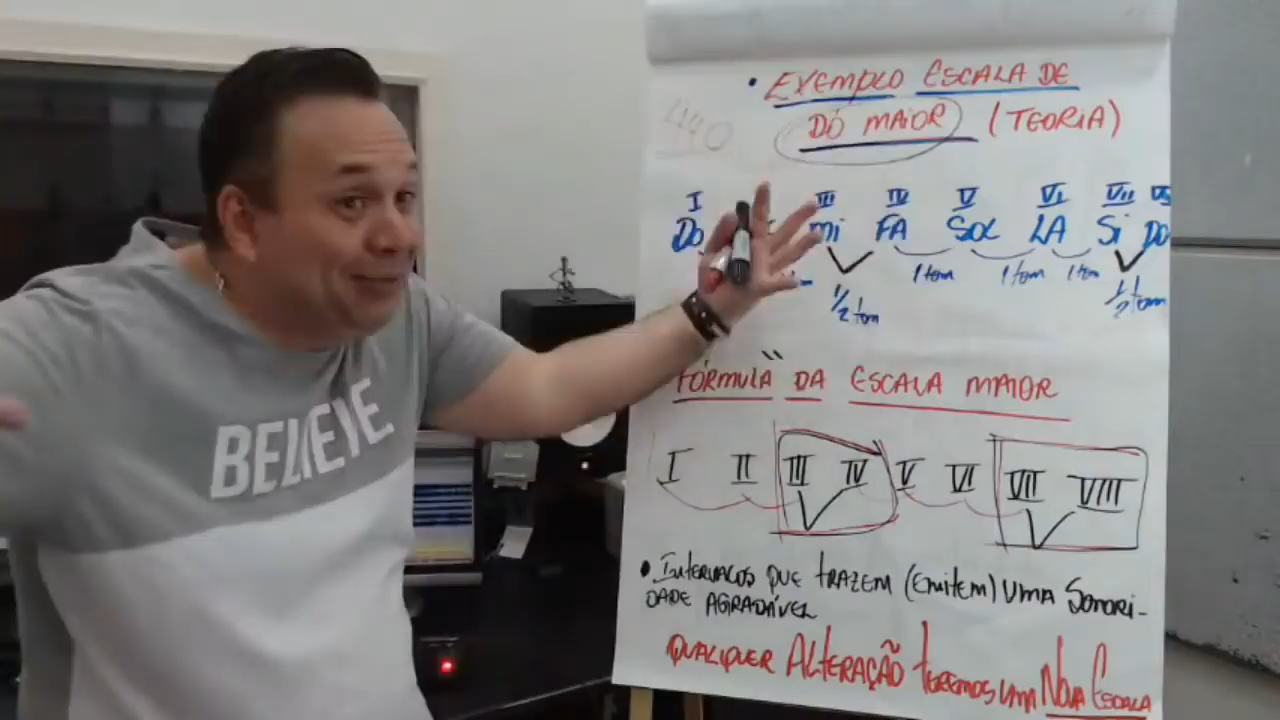 • EXEMPLO ESCALA DE
DÓ MAIOR (TEORIA)
440
I III IV V VI VII
DÓ MI FA SOL LA Si DO
1 tom 1 tom 1 tom
1/2 tom 1/2 tom
FÓRMULA" DA ESCALA MAIOR
I II III IV V VI VII VIII
• INTERVALOS QUE TRAZEM (EMITEM) UMA SONORI-
DADE AGRADÁVEL
QUALQUER ALTERAÇÃO TEREMOS UMA NOVA ESCALA
BELIEVE